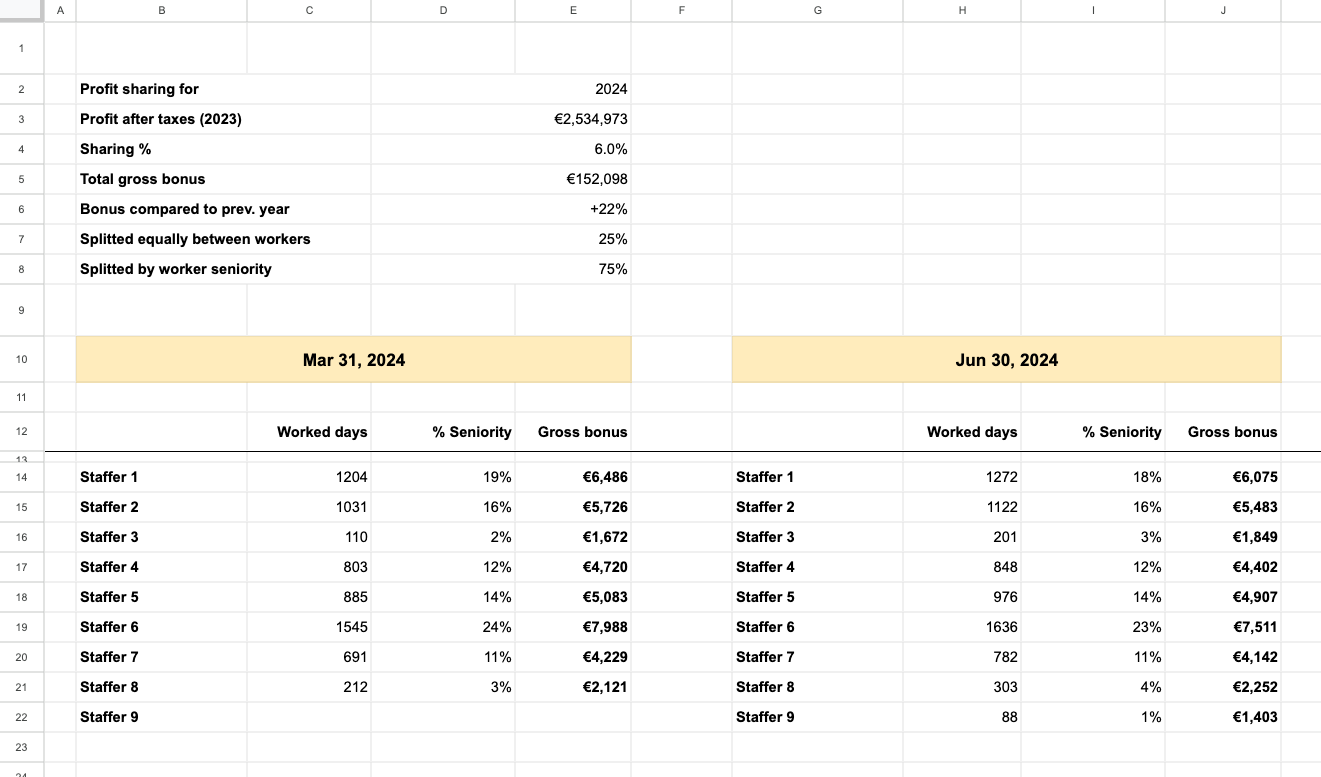 A B C D E F G H I J
1
2 Profit sharing for 2024
3 Profit after taxes (2023) €2,534,973
4 Sharing % 6.0%
5 Total gross bonus €152,098
6 Bonus compared to prev. year +22%
7 Splitted equally between workers 25%
8 Splitted by worker seniority 75%
9
10 Mar 31, 2024 Jun 30, 2024
11
12 Worked days % Seniority Gross bonus Worked days % Seniority Gross bonus
13
14 Staffer 1 1204 19% €6,486 Staffer 1 1272 18% €6,075
15 Staffer 2 1031 16% €5,726 Staffer 2 1122 16% €5,483
16 Staffer 3 110 2% €1,672 Staffer 3 201 3% €1,849
17 Staffer 4 803 12% €4,720 Staffer 4 848 12% €4,402
18 Staffer 5 885 14% €5,083 Staffer 5 976 14% €4,907
19 Staffer 6 1545 24% €7,988 Staffer 6 1636 23% €7,511
20 Staffer 7 691 11% €4,229 Staffer 7 782 11% €4,142
21 Staffer 8 212 3% €2,121 Staffer 8 303 4% €2,252
22 Staffer 9 Staffer 9 88 1% €1,403
23
24